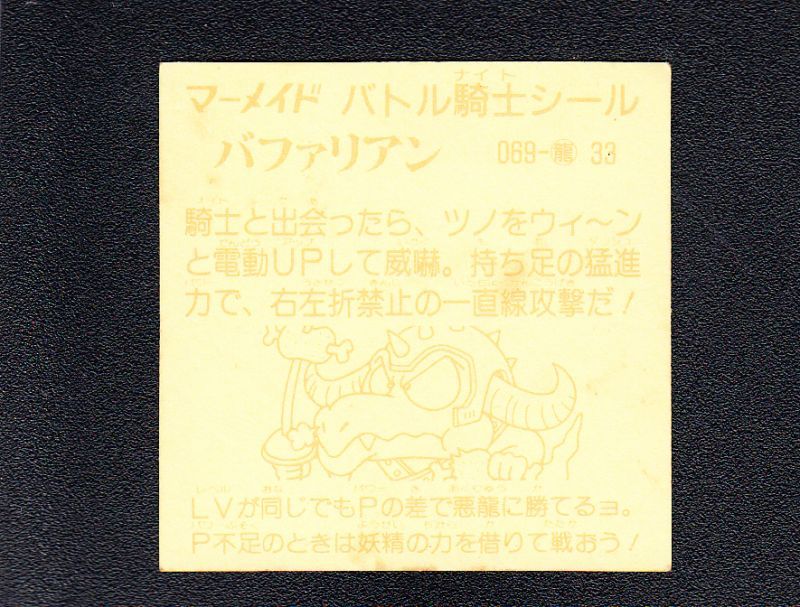 マーメイド バトル騎士シール
ナイト
バファリアン 069-龍 33
騎士と出会ったら、ツノをウィ〜ン
と電動UPして威嚇。持ち足の猛進
力で、右左折禁止の一直線攻撃だ！
LVが同じでもPの差で悪龍に勝てるヨ。
P不足のときは妖精の力を借りて戦おう！